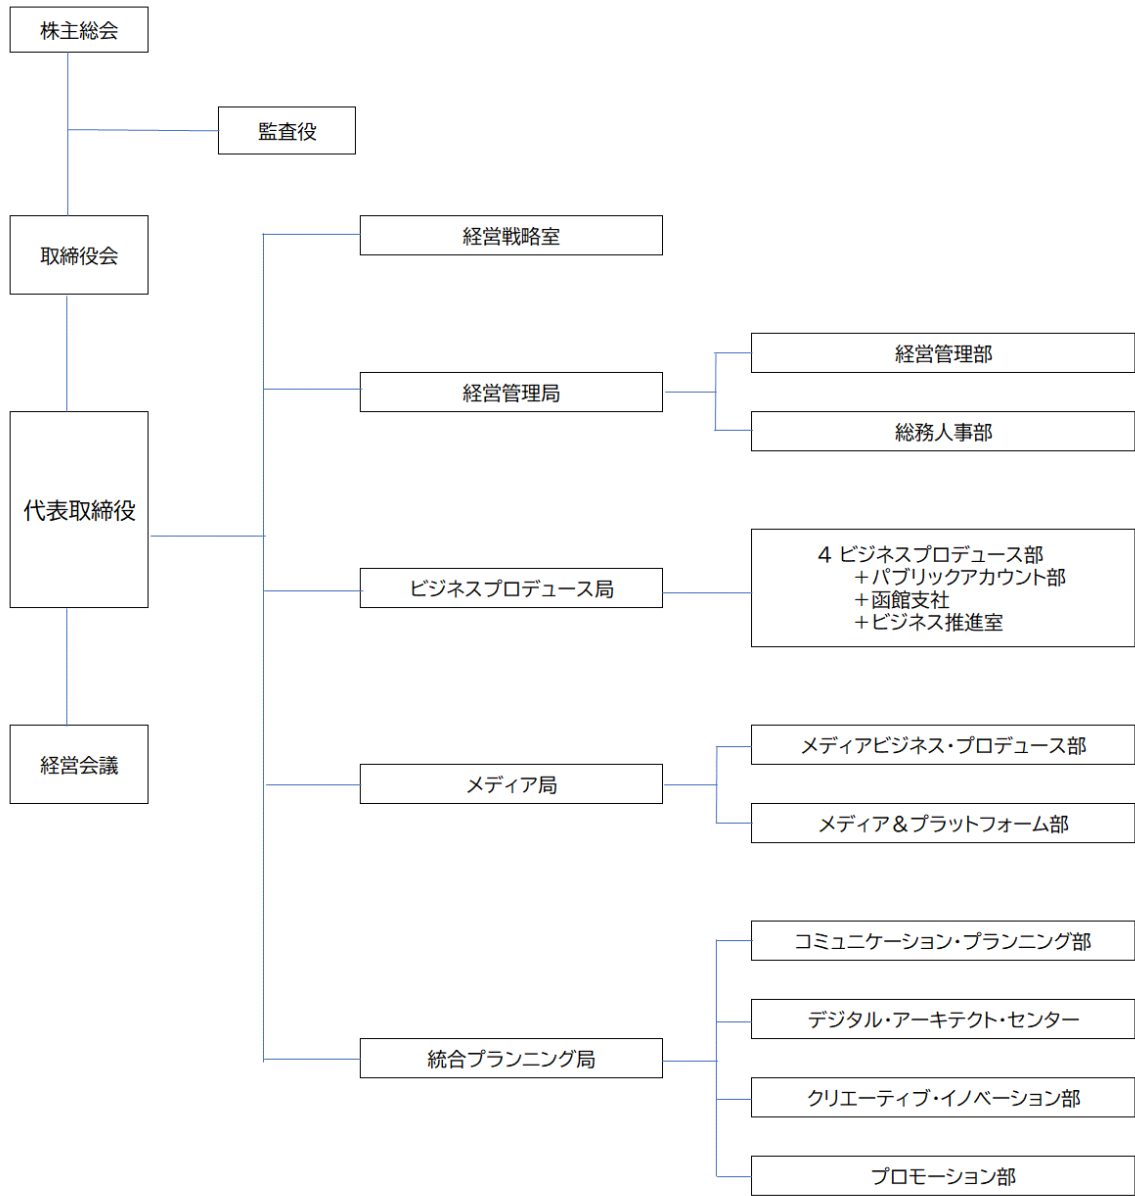 株主総会
監査役
取締役会
経営戦略室
経営管理部
経営管理局
総務人事部
代表取締役
4 ビジネスプロデュース部
＋パブリックアカウント部
ビジネスプロデュース局
＋函館支社
＋ビジネス推進室
メディアビジネス・プロデュース部
経営会議
メディア局
メディア＆プラットフォーム部
コミュニケーション・プランニング部
デジタル・アーキテクト・センター
統合プランニング局
クリエーティブ・イノベーション部
プロモーション部